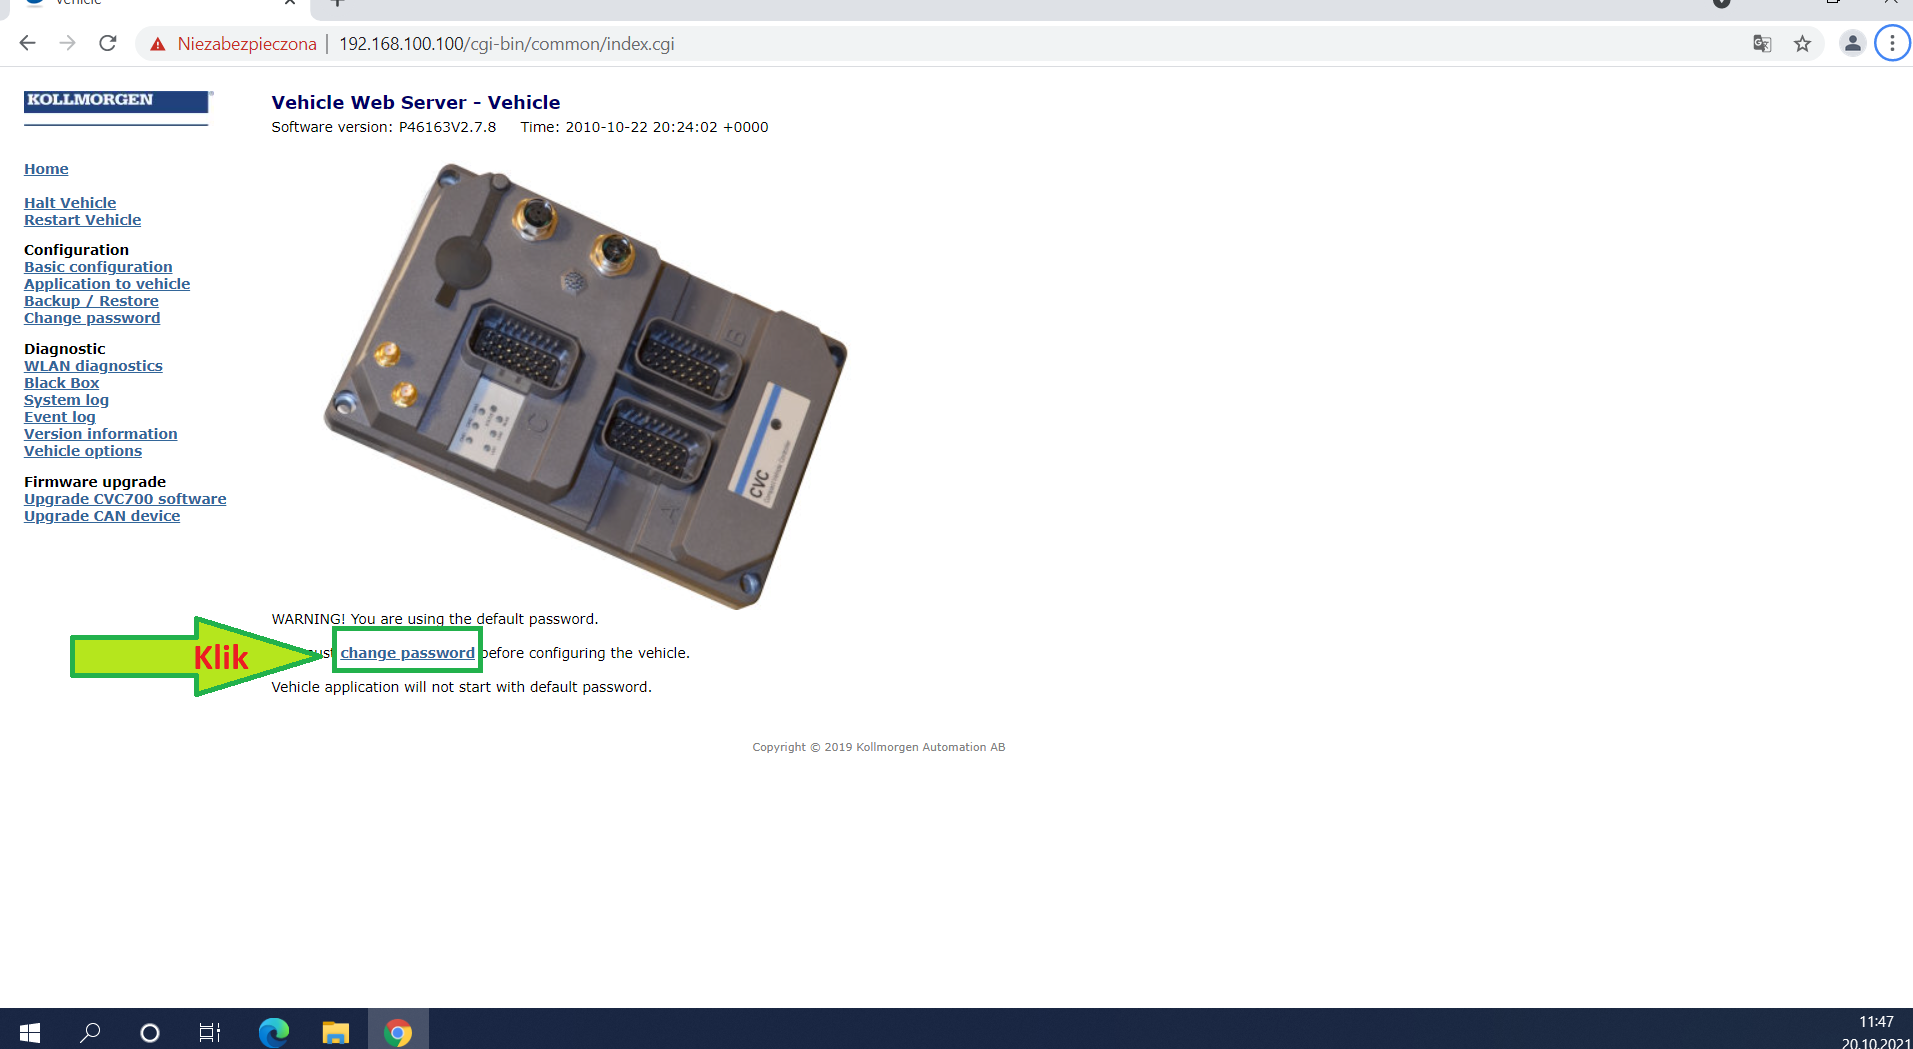 Vehicle
Niezabezpieczona | 192.168.100.100/cgi-bin/common/index.cgi
KOLLMORGEN®
Vehicle Web Server - Vehicle
Software version: P46163V2.7.8 Time: 2010-10-22 20:24:02 +0000
Home
Halt Vehicle
Restart Vehicle
Configuration
Basic configuration
Application to vehicle
Backup / Restore
Change password
Diagnostic
WLAN diagnostics
Black Box
System log
Event log
Version information
Vehicle options
Firmware upgrade
Upgrade CVC700 software
Upgrade CAN device
B
C
A
CVC
Compact Vehicle Controller
WARNING! You are using the default password.
Klik
change password before configuring the vehicle.
Vehicle application will not start with default password.
Copyright © 2019 Kollmorgen Automation AB
11:47
20.10.2021